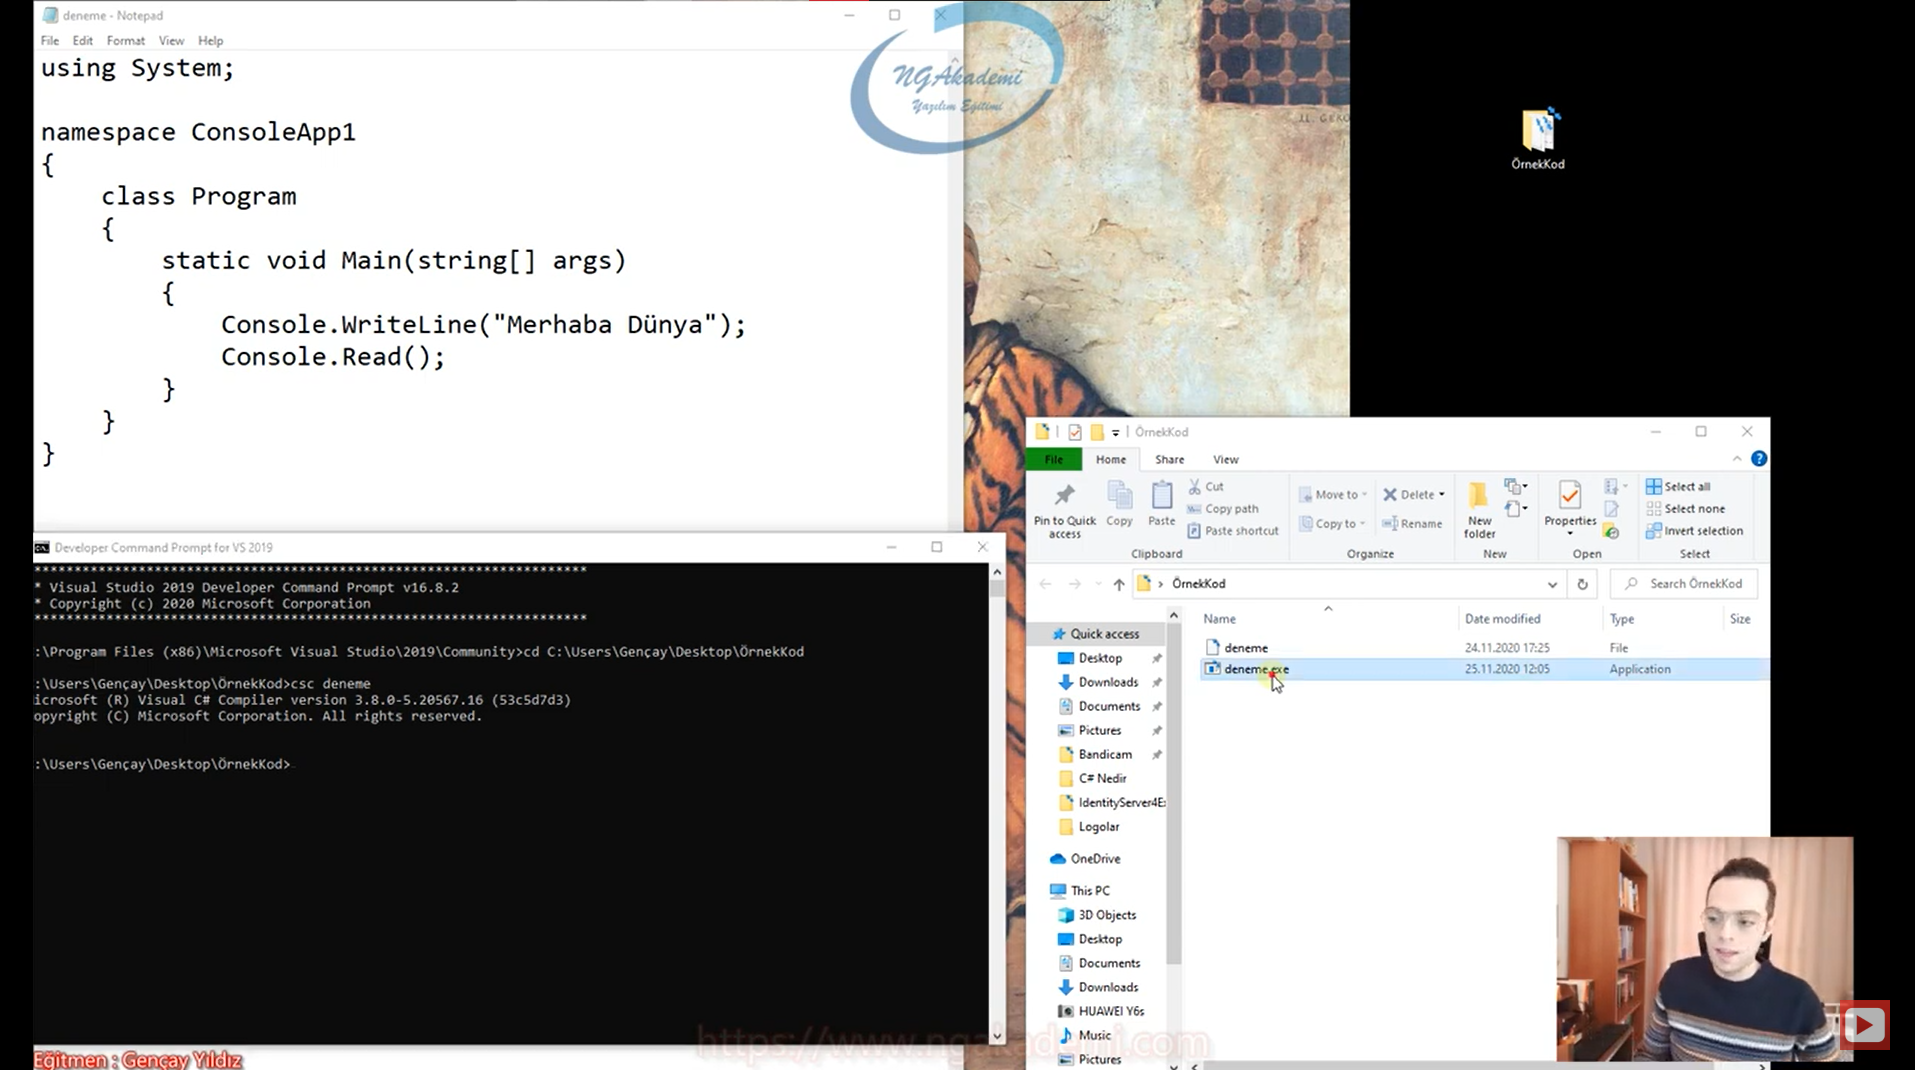 deneme - Notepad
File Edit Format View Help
using System;
namespace ConsoleApp1
{
class Program
{
static void Main(string[] args)
{
Console.WriteLine("Merhaba Dünya");
Console.Read();
}
}
}
NGÂkademi
Yazılım Eğitimi
ÖrnekKod
Developer Command Prompt for VS 2019
**********************************************************************
* Visual Studio 2019 Developer Command Prompt v16.8.2
* Copyright (c) 2020 Microsoft Corporation
**********************************************************************
:\Program Files (x86)\Microsoft Visual Studio\2019\Community>cd C:\Users\Gençay\Desktop\ÖrnekKod
:\Users\Gençay\Desktop\ÖrnekKod>csc deneme
icrosoft (R) Visual C# Compiler version 3.8.0-5.20567.16 (53c5d7d3)
opyright (C) Microsoft Corporation. All rights reserved.
:\Users\Gençay\Desktop\ÖrnekKod>
ÖrnekKod
File Home Share View
Pin to Quick access
Copy
Paste
Cut
Copy path
Paste shortcut
Clipboard
Move to
Copy to
Delete
Rename
Organize
New folder
New
Properties
Open
Select all
Select none
Invert selection
Select
ÖrnekKod
Search ÖrnekKod
Name Date modified Type Size
deneme 24.11.2020 17:25 File
deneme.exe 25.11.2020 12:05 Application
Quick access
Desktop
Downloads
Documents
Pictures
Bandicam
C# Nedir
IdentityServer4E
Logolar
OneDrive
This PC
3D Objects
Desktop
Documents
Downloads
HUAWEI Y6s
Music
Pictures
https://www.ngakademi.com
Eğitmen : Gençay Yıldız